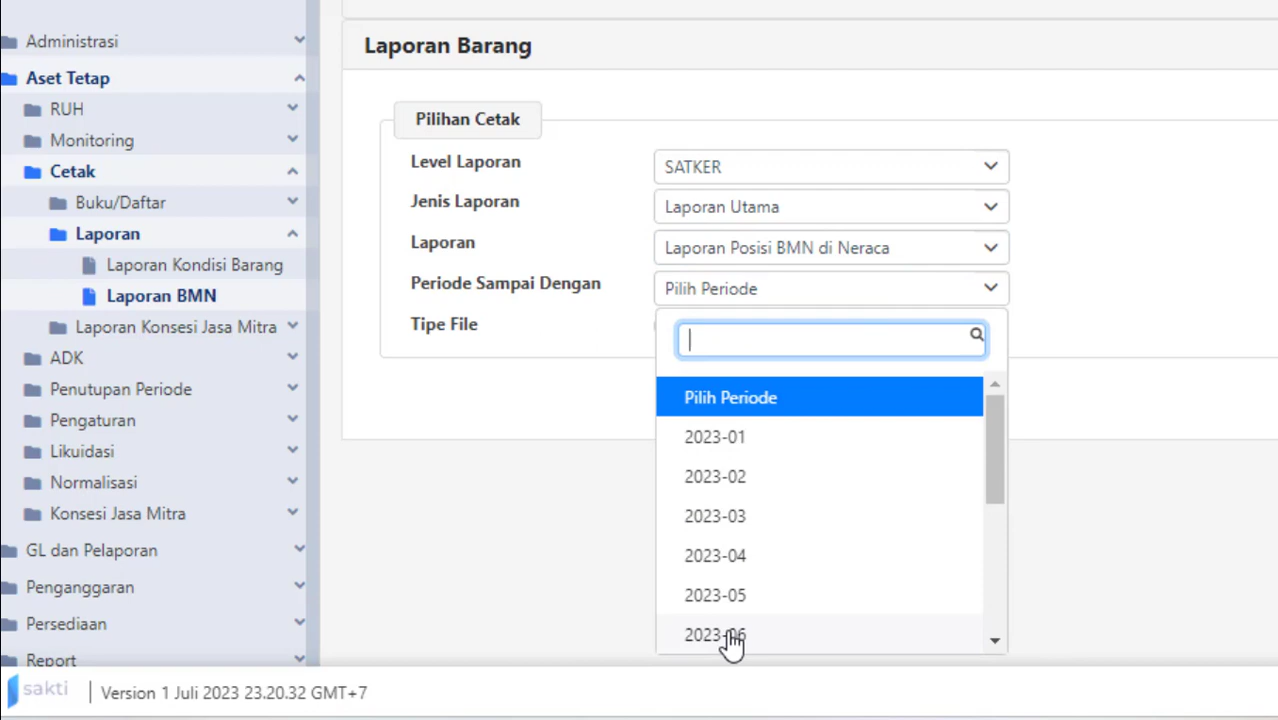 Administrasi
Aset Tetap
RUH
Monitoring
Cetak
Buku/Daftar
Laporan
Laporan Kondisi Barang
Laporan BMN
Laporan Konsesi Jasa Mitra
ADK
Penutupan Periode
Pengaturan
Likuidasi
Normalisasi
Konsesi Jasa Mitra
GL dan Pelaporan
Penganggaran
Persediaan
Report
Laporan Barang
Pilihan Cetak
Level Laporan SATKER
Jenis Laporan Laporan Utama
Laporan Laporan Posisi BMN di Neraca
Periode Sampai Dengan Pilih Periode
Tipe File
Pilih Periode
2023-01
2023-02
2023-03
2023-04
2023-05
2023-06
sakti Version 1 Juli 2023 23.20.32 GMT+7